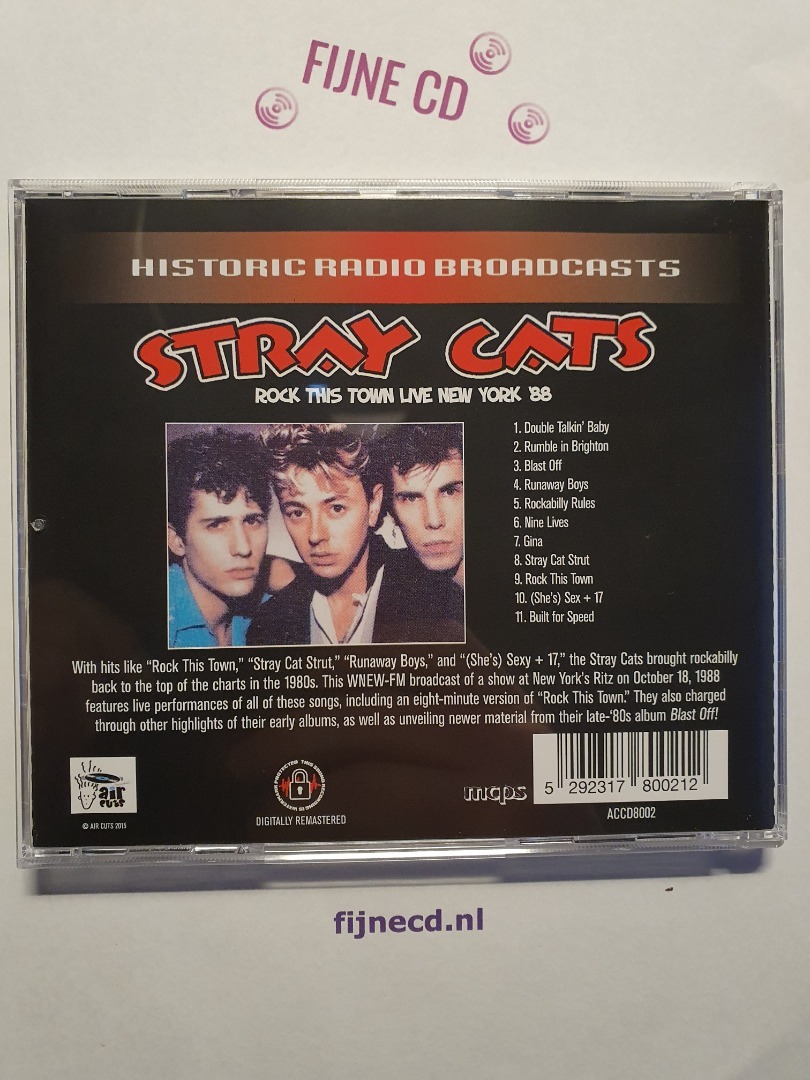 FIJNE CD
HISTORIC RADIO BROADCASTS
STRAY CATS
ROCK THIS TOWN LIVE NEW YORK '88
1. Double Talkin' Baby
2. Rumble in Brighton
3. Blast Off
4. Runaway Boys
5. Rockabilly Rules
6. Nine Lives
7. Gina
8. Stray Cat Strut
9. Rock This Town
10. (She's) Sex + 17
11. Built for Speed
With hits like "Rock This Town," "Stray Cat Strut," "Runaway Boys," and "(She's) Sexy + 17," the Stray Cats brought rockabilly
back to the top of the charts in the 1980s. This WNEW-FM broadcast of a show at New York's Ritz on October 18, 1988
features live performances of all of these songs, including an eight-minute version of "Rock This Town." They also charged
through other highlights of their early albums, as well as unveiling newer material from their late-'80s album Blast Off!
air
cuts
© AIR CUTS 2015
DIGITALLY REMASTERED
mcps
5 292317 800212
ACCD8002
fijnecd.nl